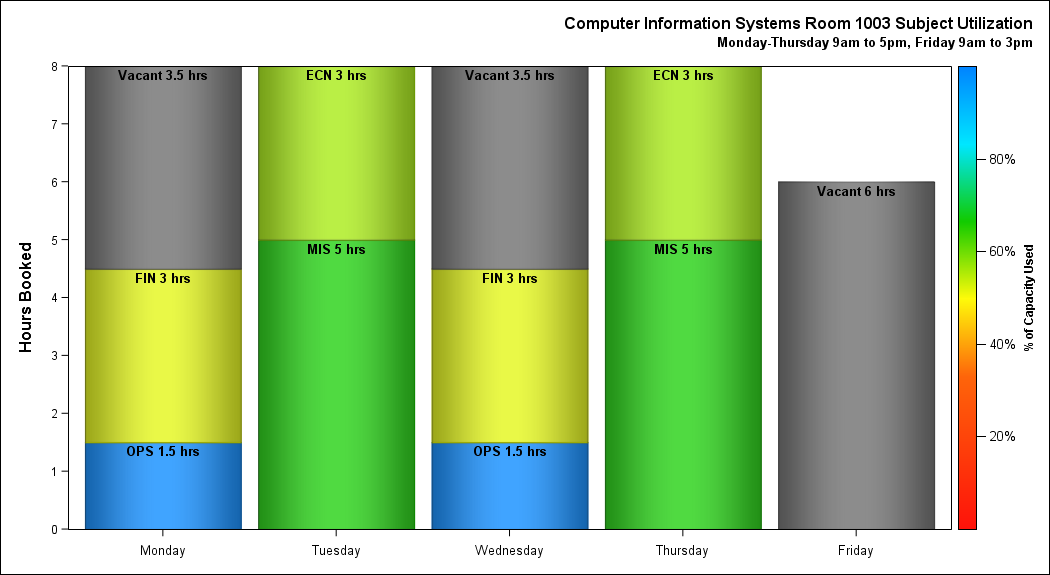 Computer Information Systems Room 1003 Subject Utilization
Monday-Thursday 9am to 5pm, Friday 9am to 3pm
Hours Booked
8
7
6
5
4
3
2
1
0
Vacant 3.5 hrs
FIN 3 hrs
OPS 1.5 hrs
ECN 3 hrs
MIS 5 hrs
Vacant 3.5 hrs
FIN 3 hrs
OPS 1.5 hrs
ECN 3 hrs
MIS 5 hrs
Vacant 6 hrs
Monday
Tuesday
Wednesday
Thursday
Friday
80%
60%
40%
20%
% of Capacity Used